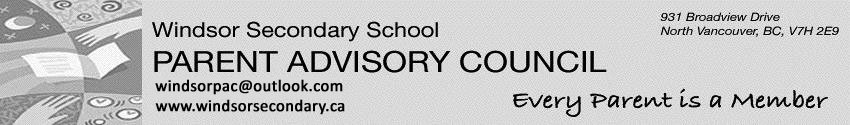 Windsor Secondary School
PARENT ADVISORY COUNCIL
windsorpac@outlook.com
www.windsorsecondary.ca
931 Broadview Drive
North Vancouver, BC, V7H 2E9
Every Parent is a Member